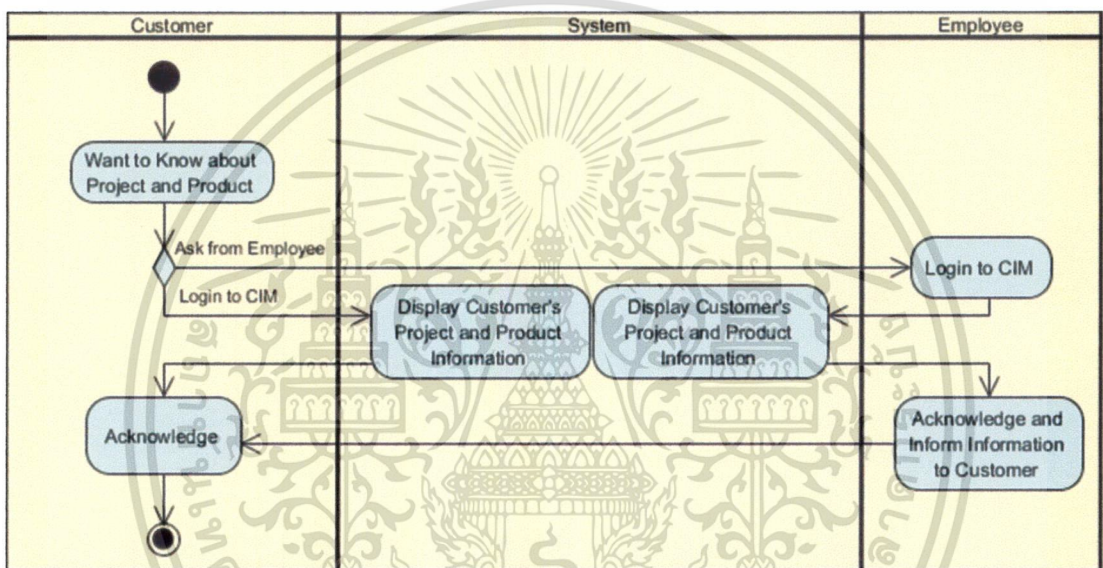 Customer
System
Employee
Want to Know about
Project and Product
Ask from Employee
Login to CIM
Login to CIM
Display Customer's
Project and Product
Information
Display Customer's
Project and Product
Information
Acknowledge
Acknowledge and
Inform Information
to Customer